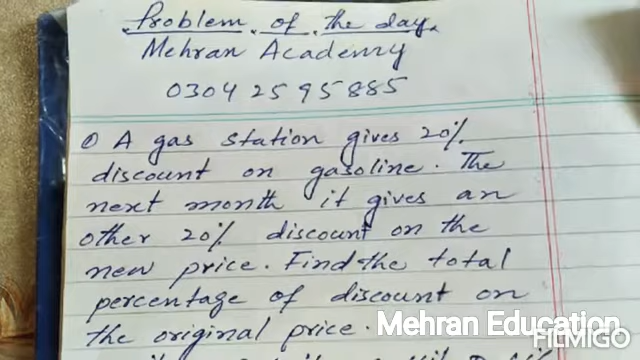 Problem of the day
Mehran Academy
0304 2595885
A gas station gives 20%
discount on gasoline. The
next month it gives an
other 20% discount on the
new price. Find the total
percentage of discount on
the original price.
Mehran Education
FILMIGO